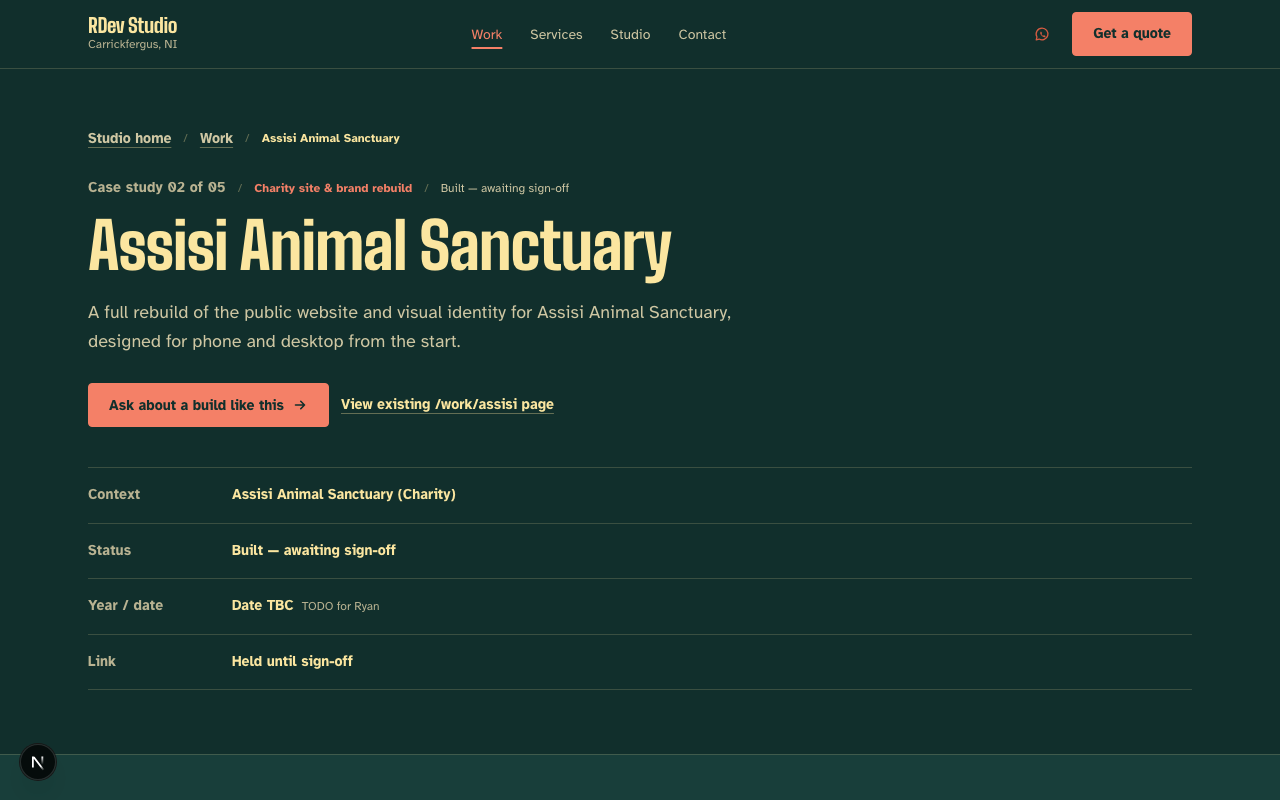 RDev Studio
Carrickfergus, NI
Work
Services
Studio
Contact
Get a quote
Studio home / Work / Assisi Animal Sanctuary
Case study 02 of 05 / Charity site & brand rebuild / Built — awaiting sign-off
Assisi Animal Sanctuary
A full rebuild of the public website and visual identity for Assisi Animal Sanctuary,
designed for phone and desktop from the start.
Ask about a build like this →
View existing /work/assisi page
Context
Assisi Animal Sanctuary (Charity)
Status
Built — awaiting sign-off
Year / date
Date TBC TODO for Ryan
Link
Held until sign-off
N